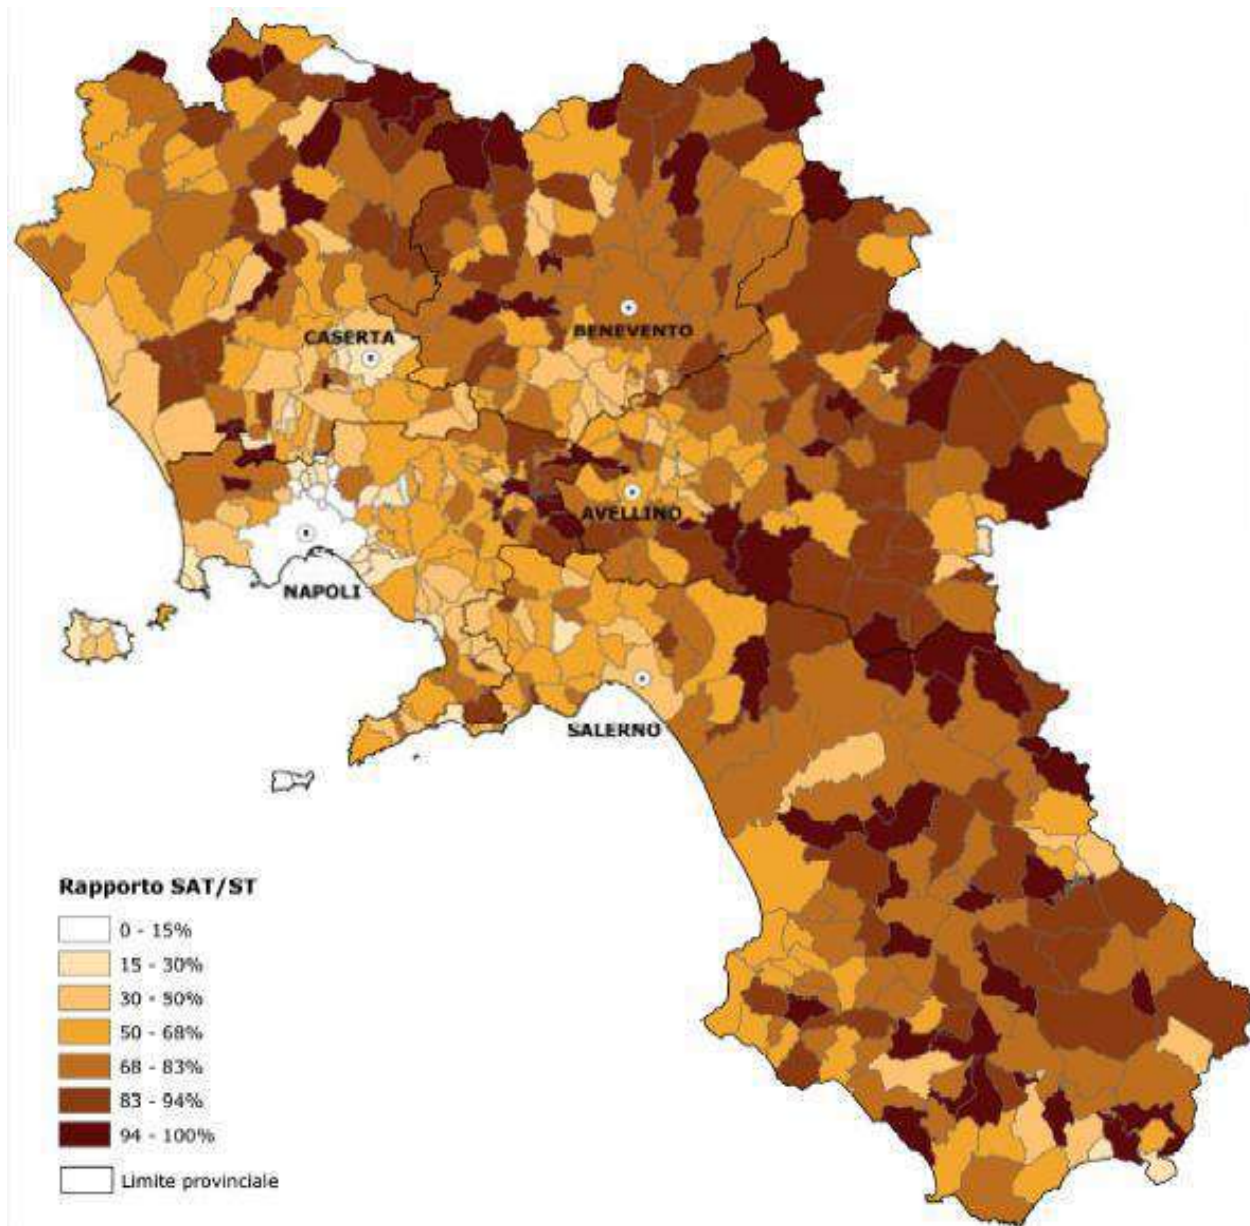 CASERTA
BENEVENTO
AVELLINO
NAPOLI
SALERNO
Rapporto SAT/ST
0 - 15%
15 - 30%
30 - 50%
50 - 68%
68 - 83%
83 - 94%
94 - 100%
Limite provinciale